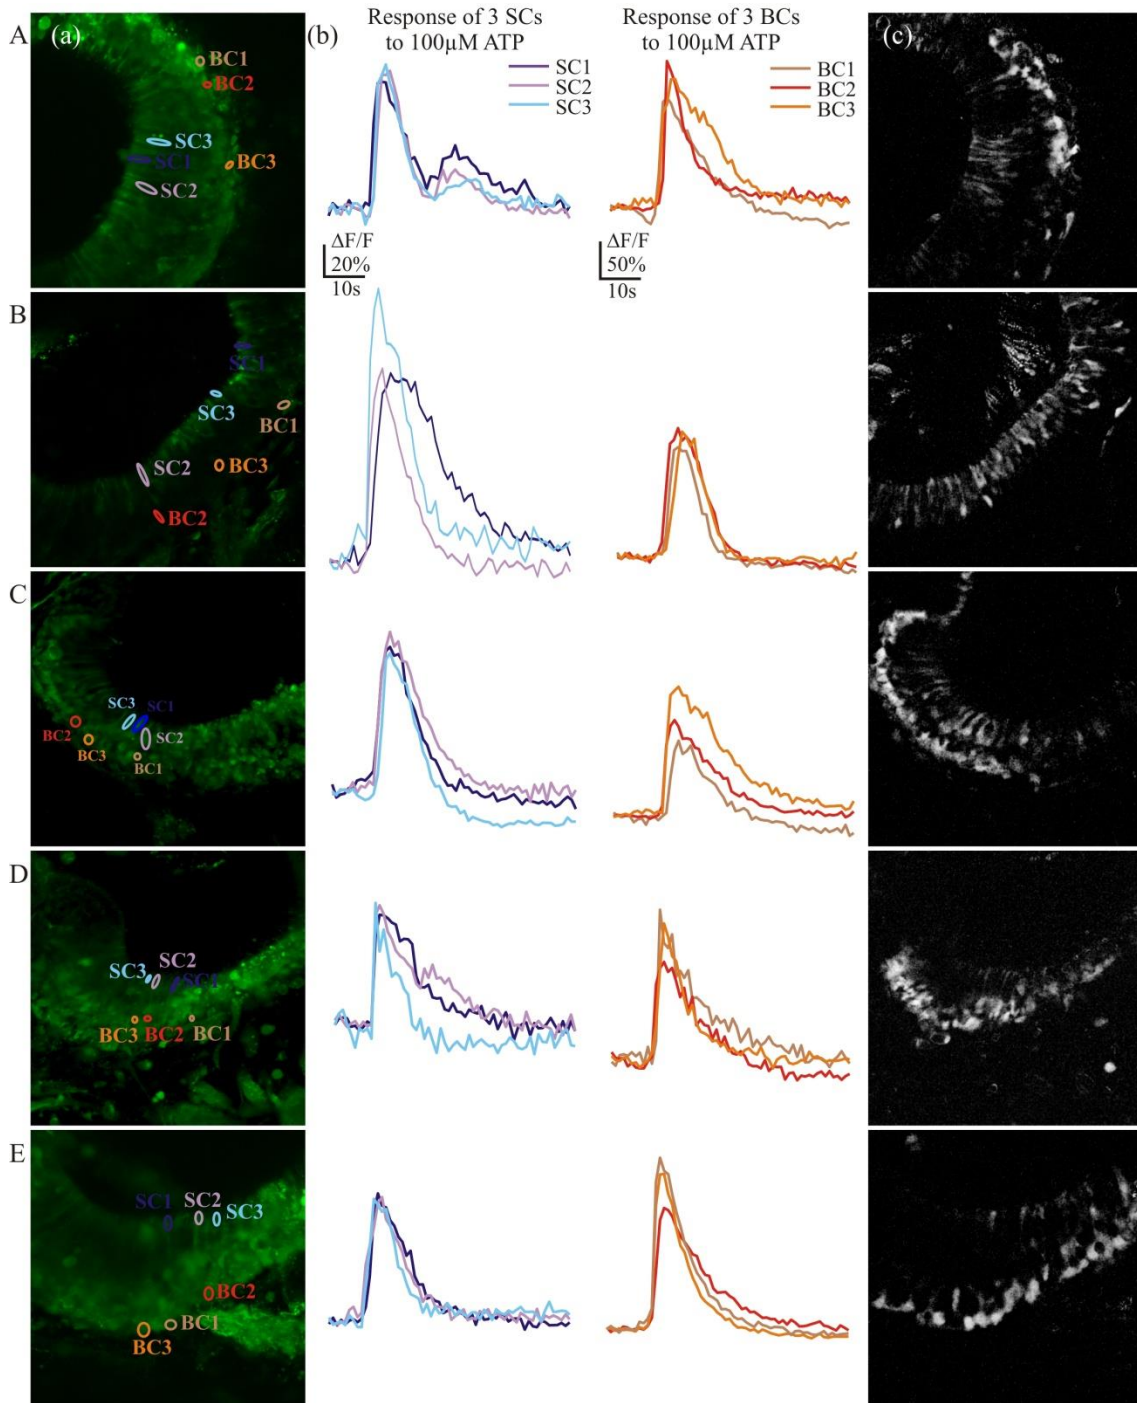 A
(a)
BC1
BC2
SC3
SC1
BC3
SC2
(b)
Response of 3 SCs
to 100µM ATP
SC1
SC2
SC3
Response of 3 BCs
to 100µM ATP
BC1
BC2
BC3
(c)
ΔF/F
20%
10s
ΔF/F
50%
10s
B
SC1
SC3
BC1
SC2
BC3
BC2
C
SC3
SC1
BC2
BC3
SC2
BC1
D
SC2
SC3
SC1
BC3
BC2
BC1
E
SC1
SC2
SC3
BC2
BC1
BC3